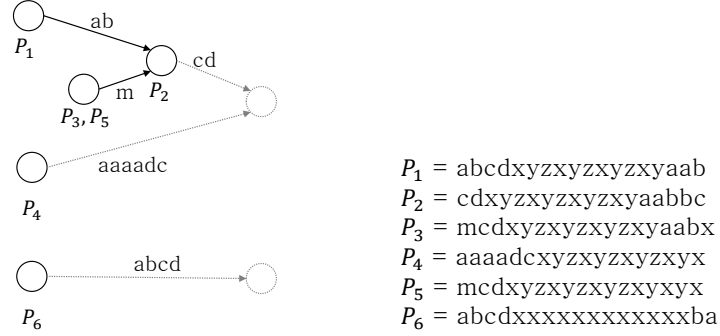 ab
P₁
cd
m
P₂
P₃, P₅
aaaadc
P₄
abcd
P₆
P₁ = abcdxyzxyzxyzxyaab
P₂ = cdxyzxyzxyzxyaabbc
P₃ = mcdxyzxyzxyzxyaabx
P₄ = aaaadcxyzxyzxyzxyx
P₅ = mcdxyzxyzxyzxyxyx
P₆ = abcdxxxxxxxxxxxxba